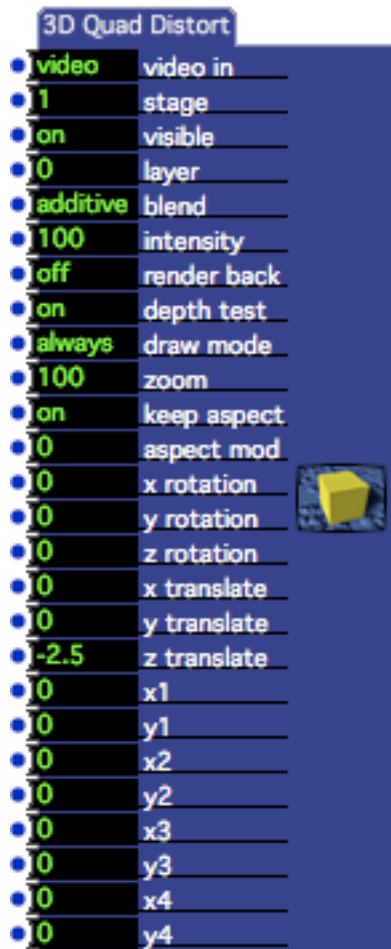 3D Quad Distort
video video in
1 stage
on visible
0 layer
additive blend
100 intensity
off render back
on depth test
always draw mode
100 zoom
on keep aspect
0 aspect mod
0 x rotation
0 y rotation
0 z rotation
0 x translate
0 y translate
-2.5 z translate
0 x1
0 y1
0 x2
0 y2
0 x3
0 y3
0 x4
0 y4